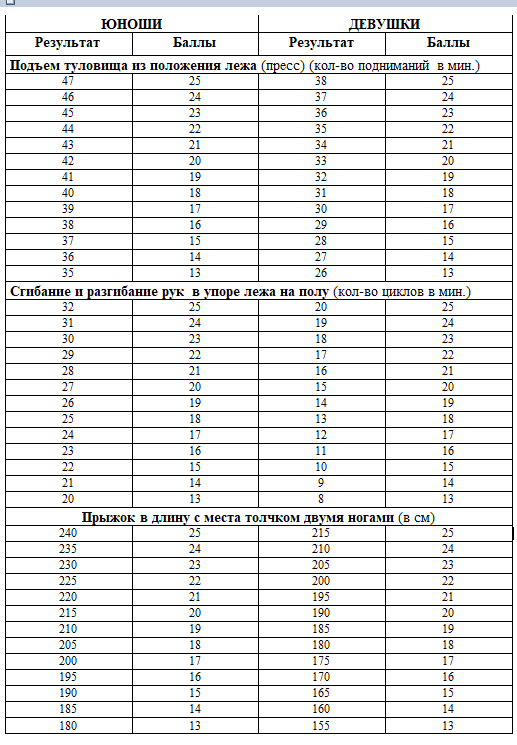 ЮНОШИ ДЕВУШКИ
Результат Баллы Результат Баллы
Подъем туловища из положения лежа (пресс) (кол-во подниманий в мин.)
47 25 38 25
46 24 37 24
45 23 36 23
44 22 35 22
43 21 34 21
42 20 33 20
41 19 32 19
40 18 31 18
39 17 30 17
38 16 29 16
37 15 28 15
36 14 27 14
35 13 26 13
Сгибание и разгибание рук в упоре лежа на полу (кол-во циклов в мин.)
32 25 20 25
31 24 19 24
30 23 18 23
29 22 17 22
28 21 16 21
27 20 15 20
26 19 14 19
25 18 13 18
24 17 12 17
23 16 11 16
22 15 10 15
21 14 9 14
20 13 8 13
Прыжок в длину с места толчком двумя ногами (в см)
240 25 215 25
235 24 210 24
230 23 205 23
225 22 200 22
220 21 195 21
215 20 190 20
210 19 185 19
205 18 180 18
200 17 175 17
195 16 170 16
190 15 165 15
185 14 160 14
180 13 155 13